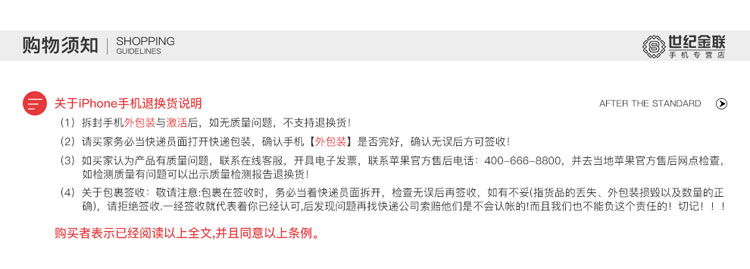 购物须知 SHOPPING GUIDELINES
世纪金联
手机专营店
关于iPhone手机退换货说明 AFTER THE STANDARD
(1) 拆封手机外包装与激活后，如无质量问题，不支持退换货！
(2) 请买家务必当快递员面打开快递包装，确认手机【外包装】是否完好，确认无误后方可签收！
(3) 如买家认为产品有质量问题，联系在线客服，开具电子发票，联系苹果官方售后电话：400-666-8800，并去当地苹果官方售后网点检查，
如检测质量有问题可以出示质量检测报告退换货！
(4) 关于包裹签收：敬请注意:包裹在签收时，务必当着快递员面拆开，检查无误后再签收，如有不妥(指货品的丢失、外包装损毁以及数量的正
确)，请拒绝签收.一经签收就代表着你已经认可,后发现问题再找快递公司索赔他们是不会认帐的!而且我们也不能负这个责任的！切记！！！
购买者表示已经阅读以上全文,并且同意以上条例。